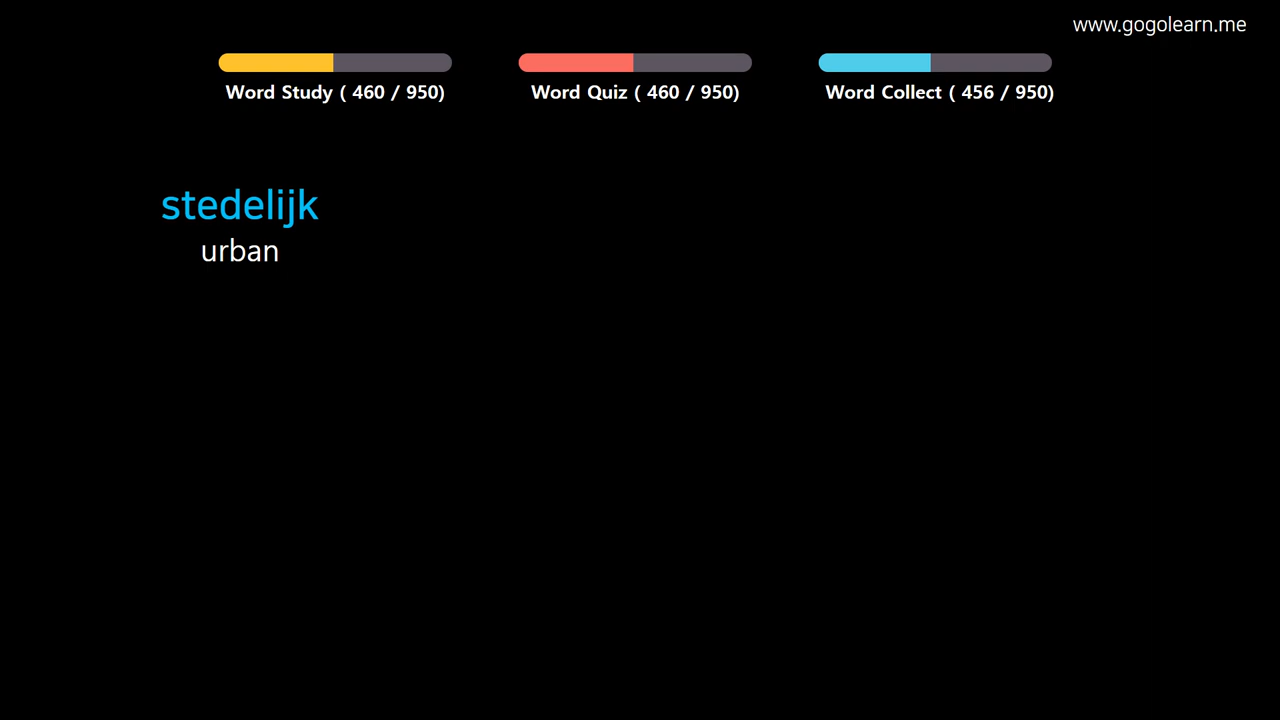 www.gogolearn.me
Word Study ( 460 / 950)
Word Quiz ( 460 / 950)
Word Collect ( 456 / 950)
stedelijk
urban